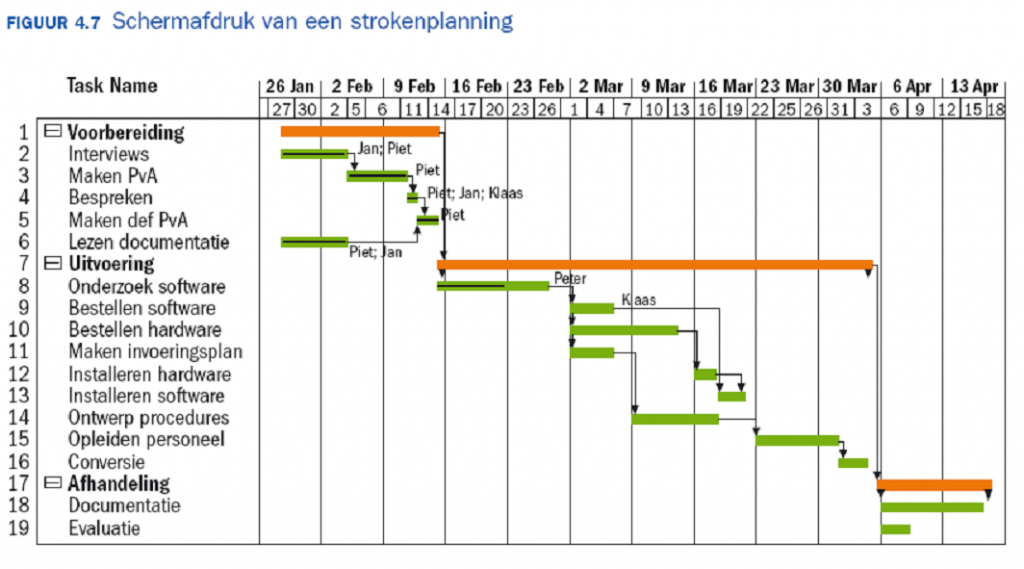 FIGUUR 4.7 Schermafdruk van een strokenplanning
Task Name 26 Jan 2 Feb 9 Feb 16 Feb 23 Feb 2 Mar 9 Mar 16 Mar 23 Mar 30 Mar 6 Apr 13 Apr
27 30 2 5 6 11 14 17 20 23 26 1 4 7 10 13 16 19 22 25 26 31 3 6 9 12 15 18
1 Voorbereiding
2 Interviews Jan; Piet
3 Maken PvA Piet
4 Bespreken Piet; Jan; Klaas
5 Maken def PvA Piet
6 Lezen documentatie Piet; Jan
7 Uitvoering
8 Onderzoek software Peter
9 Bestellen software Klaas
10 Bestellen hardware
11 Maken invoeringsplan
12 Installeren hardware
13 Installeren software
14 Ontwerp procedures
15 Opleiden personeel
16 Conversie
17 Afhandeling
18 Documentatie
19 Evaluatie